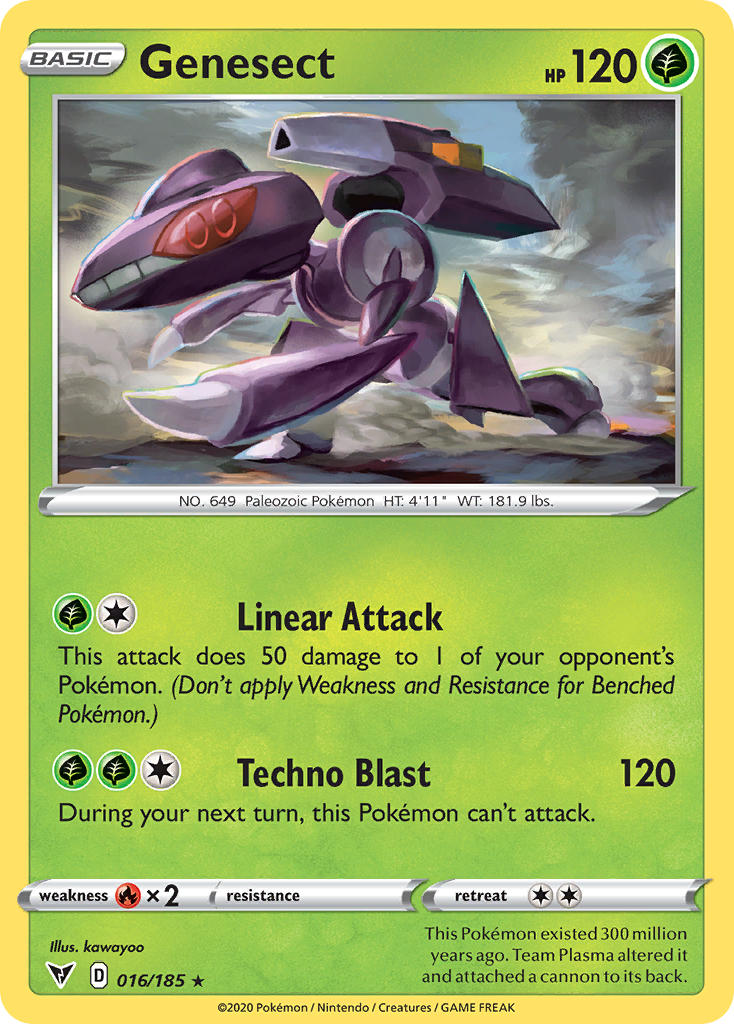 BASIC Genesect HP 120
NO. 649 Paleozoic Pokémon HT: 4'11" WT: 181.9 lbs.
Linear Attack
This attack does 50 damage to 1 of your opponent's
Pokémon. (Don't apply Weakness and Resistance for Benched
Pokémon.)
Techno Blast 120
During your next turn, this Pokémon can't attack.
weakness ×2 resistance retreat
Illus. kawayoo
D 016/185 ★
This Pokémon existed 300 million
years ago. Team Plasma altered it
and attached a cannon to its back.
©2020 Pokémon / Nintendo / Creatures / GAME FREAK